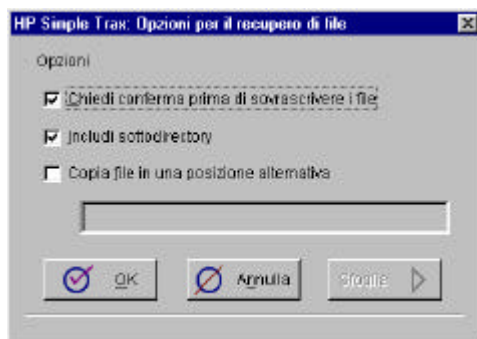 HP Simple Trax: Opzioni per il recupero di file
Opzioni
Chiedi conferma prima di sovrascrivere i file
Includi sottodirectory
Copia file in una posizione alternativa
OK
Annulla
Sfoglia